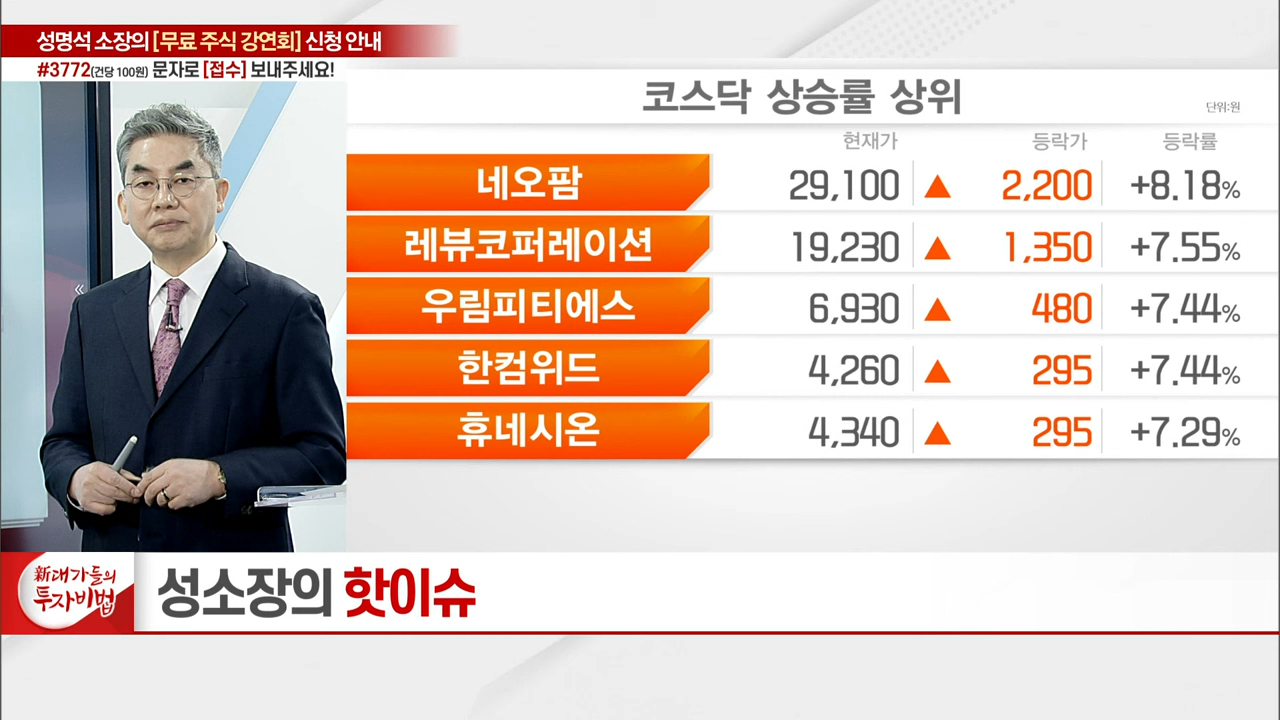 성명석 소장의 [무료 주식 강연회] 신청 안내
#3772(건당 100원) 문자로 [접수] 보내주세요!
코스닥 상승률 상위
단위:원
현재가 등락가 등락률
네오팜 29,100 ▲ 2,200 +8.18%
레뷰코퍼레이션 19,230 ▲ 1,350 +7.55%
우림피티에스 6,930 ▲ 480 +7.44%
한컴위드 4,260 ▲ 295 +7.44%
휴네시온 4,340 ▲ 295 +7.29%
新대가들의
투자비법
성소장의 핫이슈